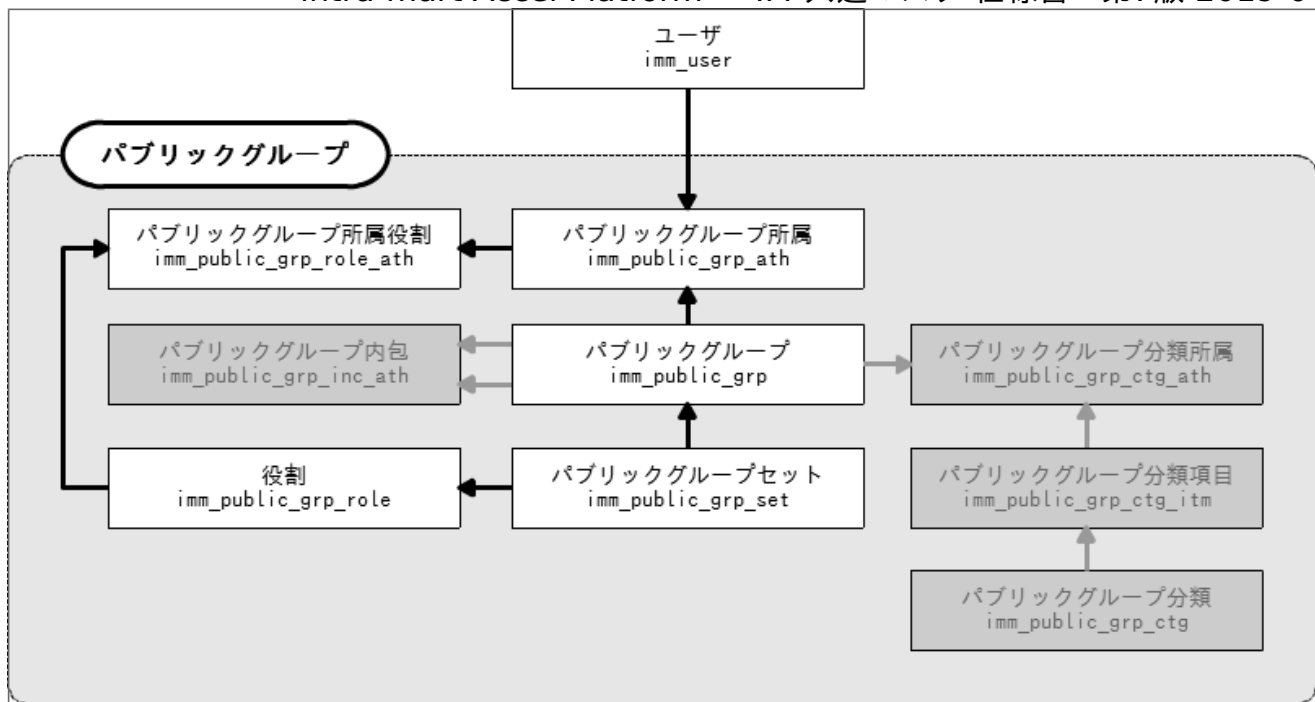 ユーザ
imm_user
パブリックグループ
パブリックグループ所属役割
imm_public_grp_role_ath
パブリックグループ所属
imm_public_grp_ath
パブリックグループ内包
imm_public_grp_inc_ath
パブリックグループ
imm_public_grp
パブリックグループ分類所属
imm_public_grp_ctg_ath
役割
imm_public_grp_role
パブリックグループセット
imm_public_grp_set
パブリックグループ分類項目
imm_public_grp_ctg_itm
パブリックグループ分類
imm_public_grp_ctg